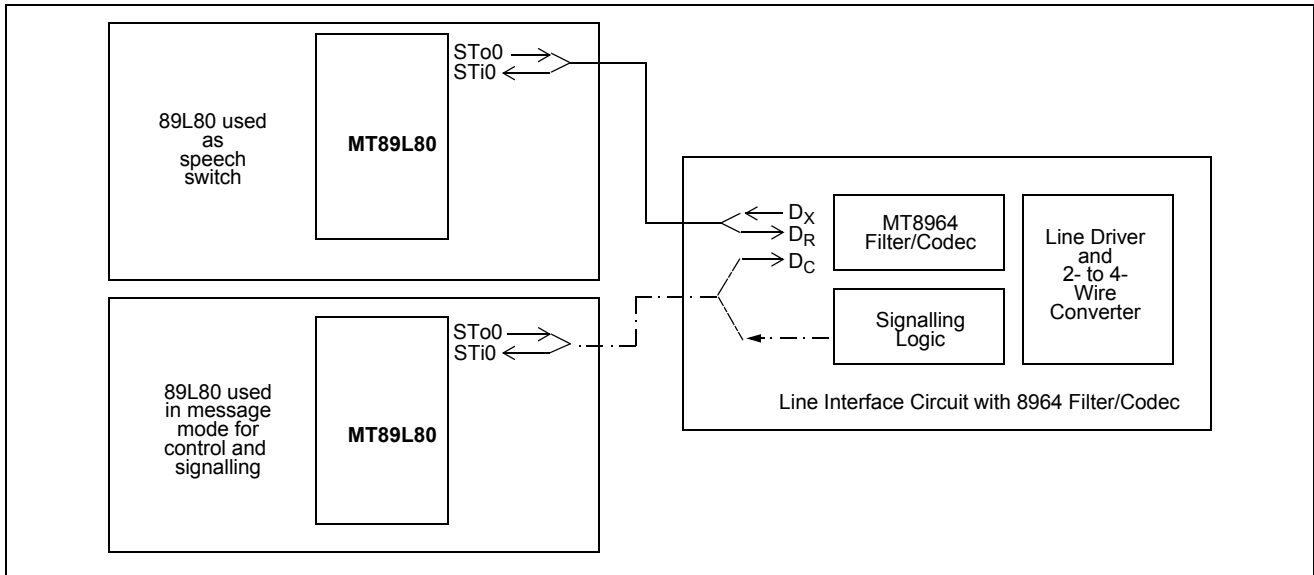 89L80 used
as
speech
switch
MT89L80
STo0
STi0
89L80 used
in message
mode for
control and
signalling
MT89L80
STo0
STi0
DX
DR
DC
MT8964
Filter/Codec
Signalling
Logic
Line Driver
and
2- to 4-
Wire
Converter
Line Interface Circuit with 8964 Filter/Codec